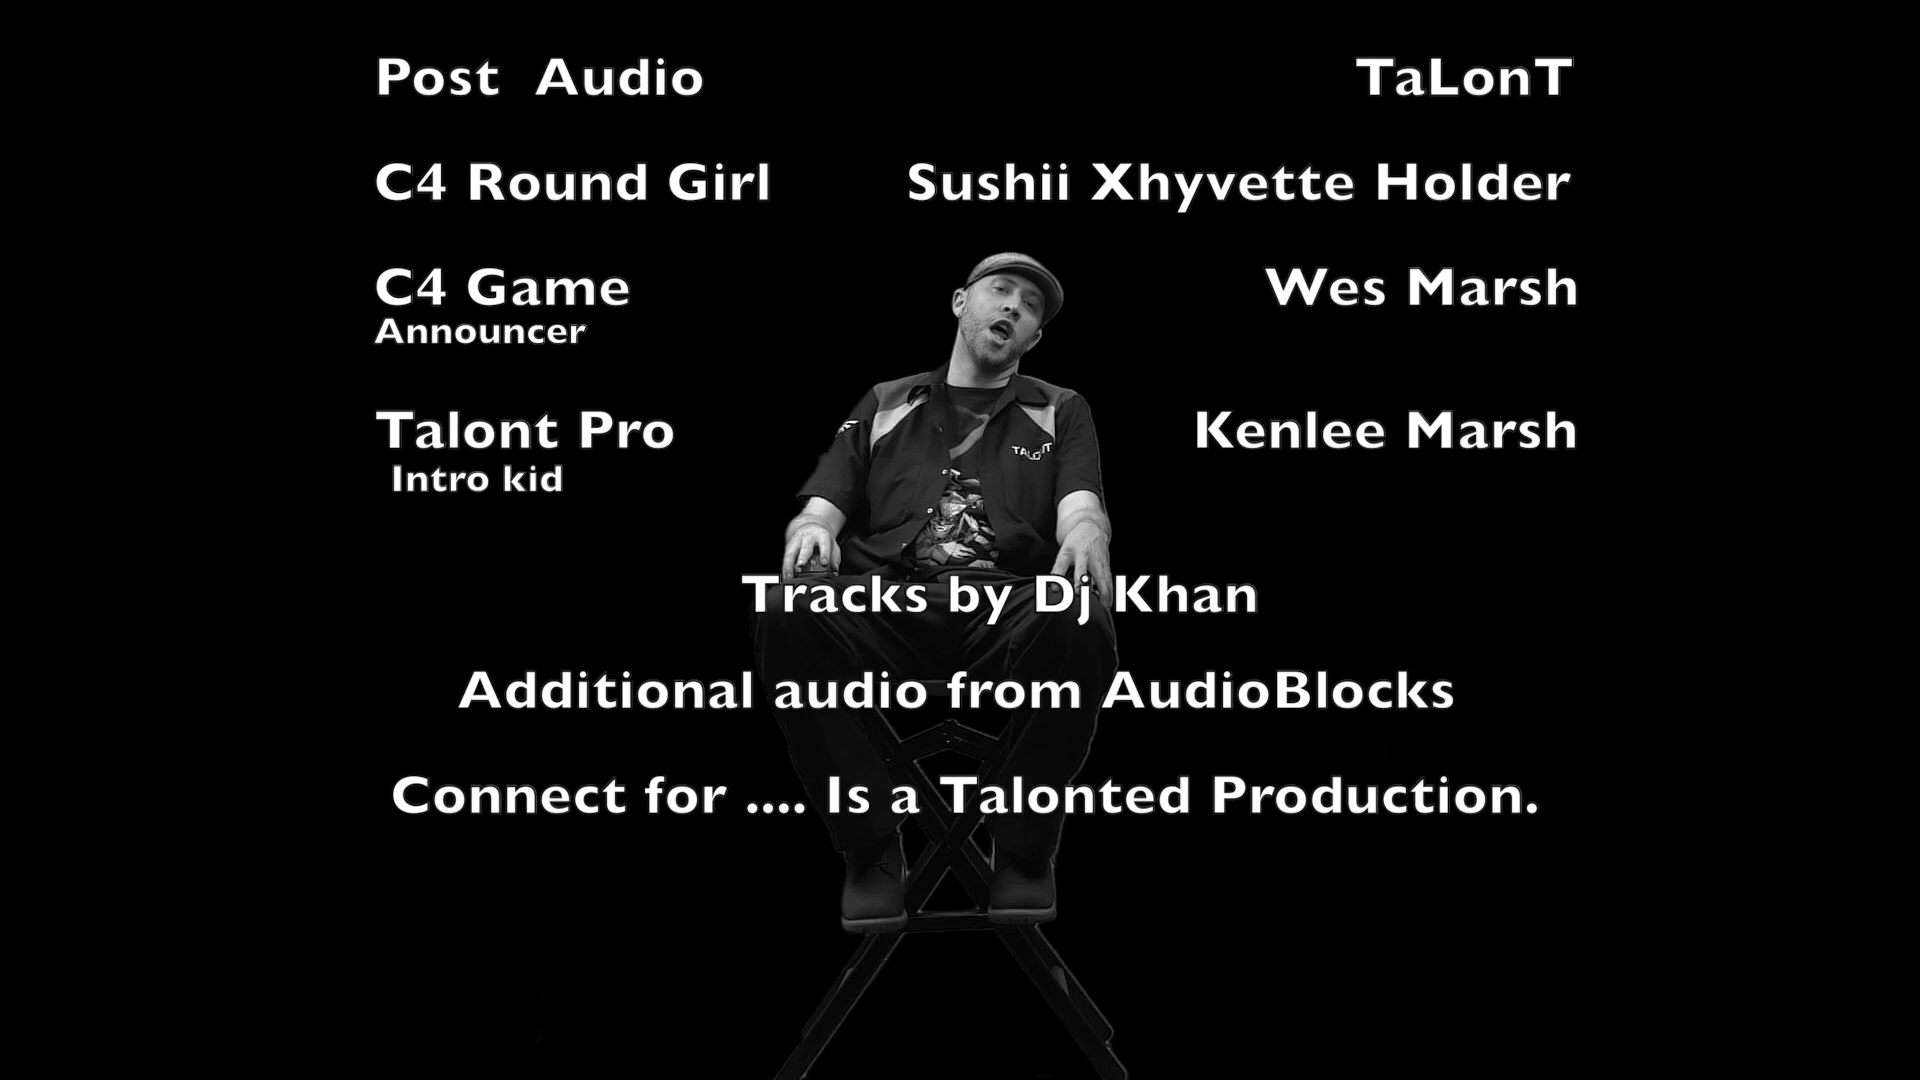 Post Audio TaLonT
C4 Round Girl Sushii Xhyvette Holder
C4 Game Wes Marsh
Announcer
Talont Pro Kenlee Marsh
Intro kid
TALONT
Tracks by Dj Khan
Additional audio from AudioBlocks
Connect for .... Is a Talonted Production.